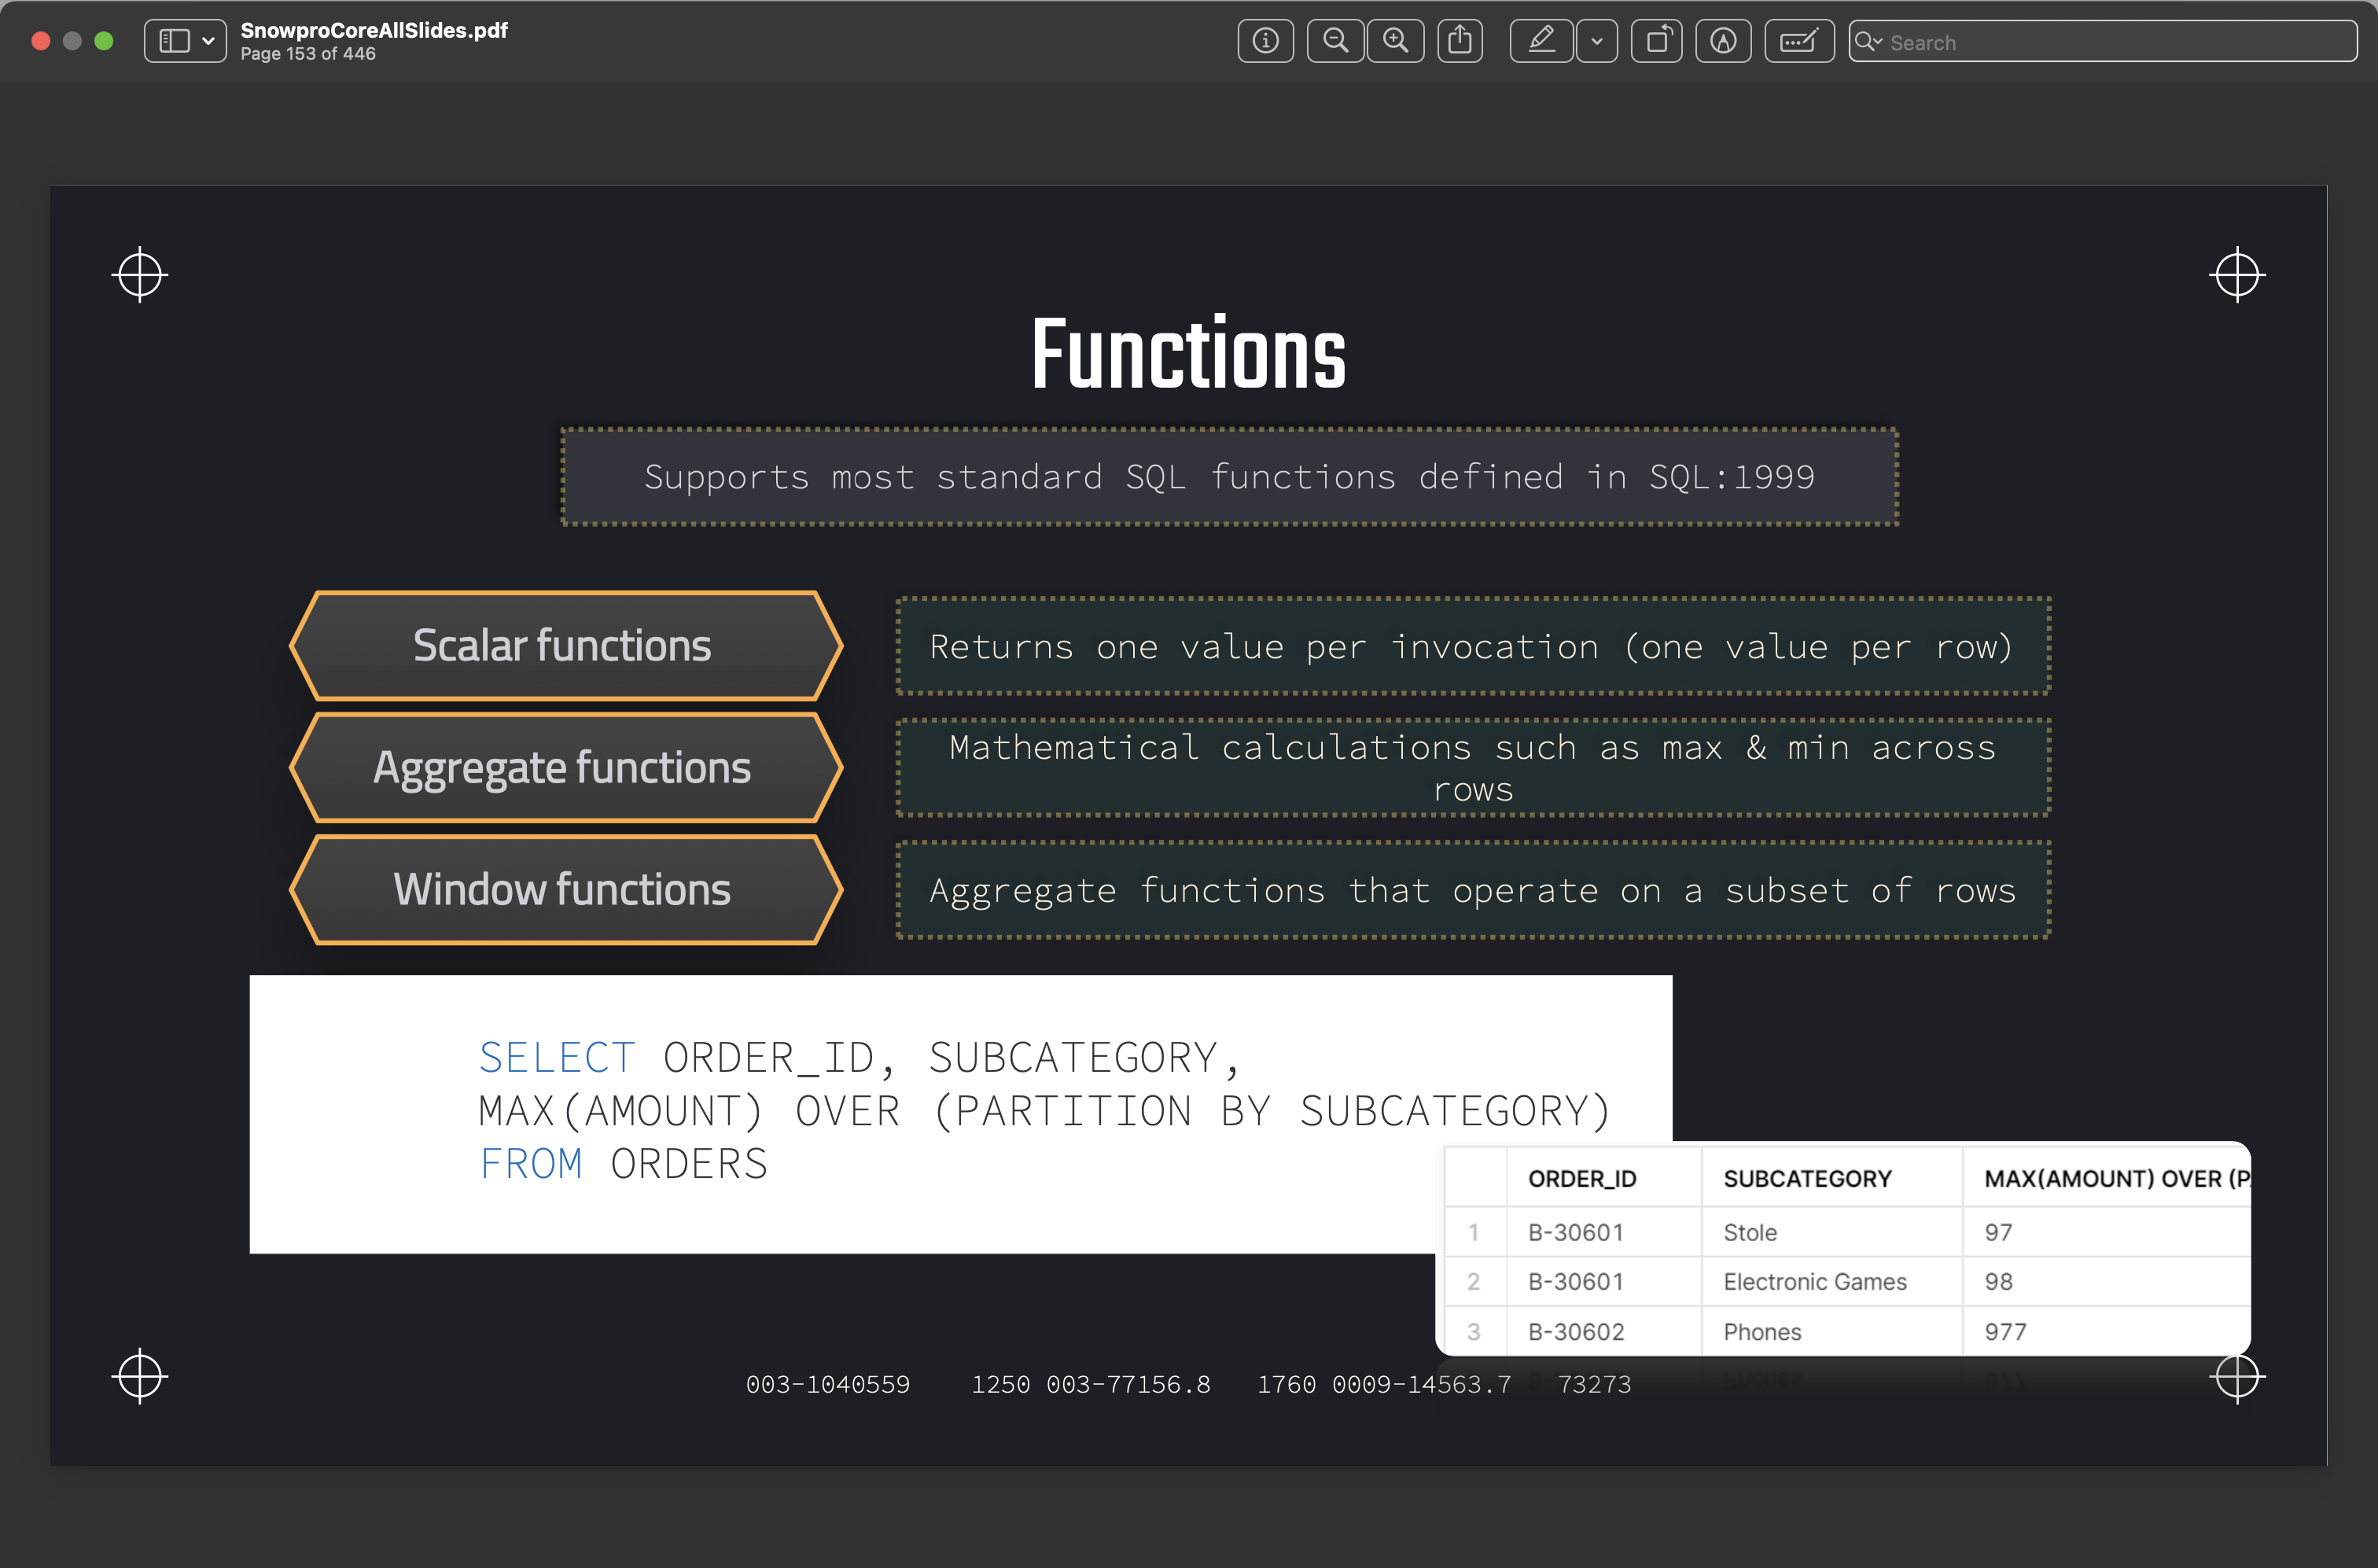 SnowproCoreAllSlides.pdf
Page 153 of 446
Search
Functions
Supports most standard SQL functions defined in SQL:1999
Scalar functions
Returns one value per invocation (one value per row)
Aggregate functions
Mathematical calculations such as max & min across
rows
Window functions
Aggregate functions that operate on a subset of rows
SELECT ORDER_ID, SUBCATEGORY,
MAX(AMOUNT) OVER (PARTITION BY SUBCATEGORY)
FROM ORDERS
ORDER_ID SUBCATEGORY MAX(AMOUNT) OVER (P
1 B-30601 Stole 97
2 B-30601 Electronic Games 98
3 B-30602 Phones 977
003-1040559 1250 003-77156.8 1760 0009-14563.7 73273